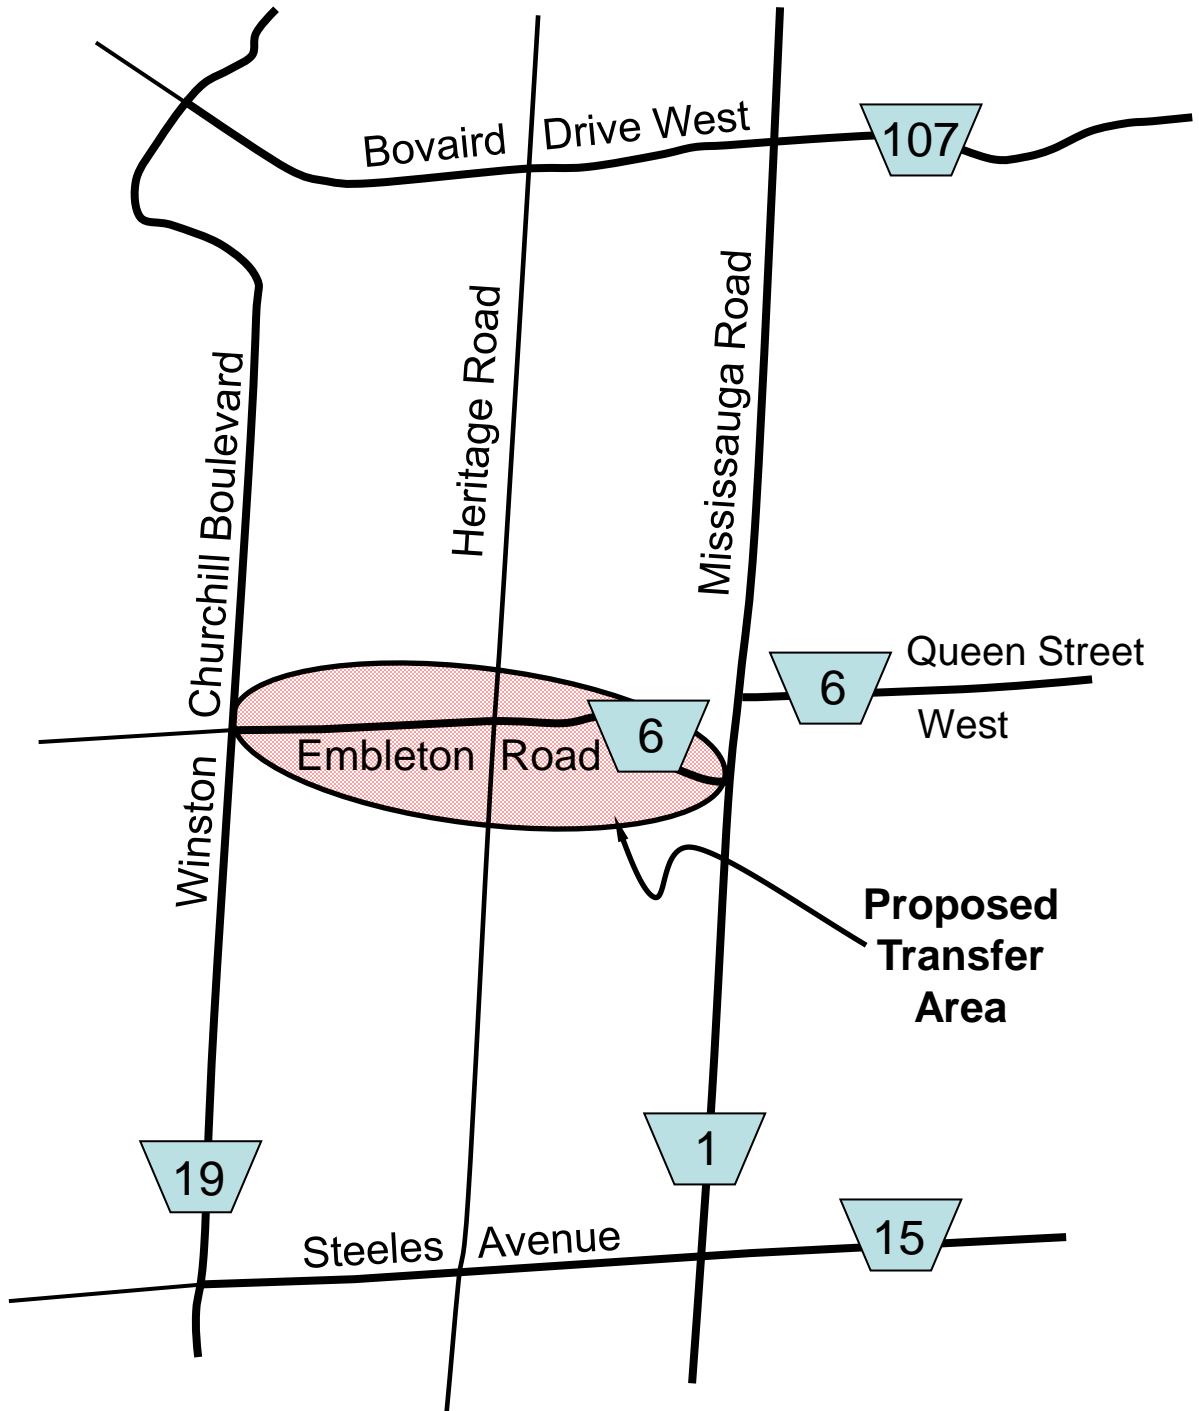 Bovaird Drive West
107
Heritage Road
Mississauga Road
Winston Churchill Boulevard
Queen Street
6
West
6
Embleton Road
Proposed
Transfer
Area
1
19
15
Steeles Avenue